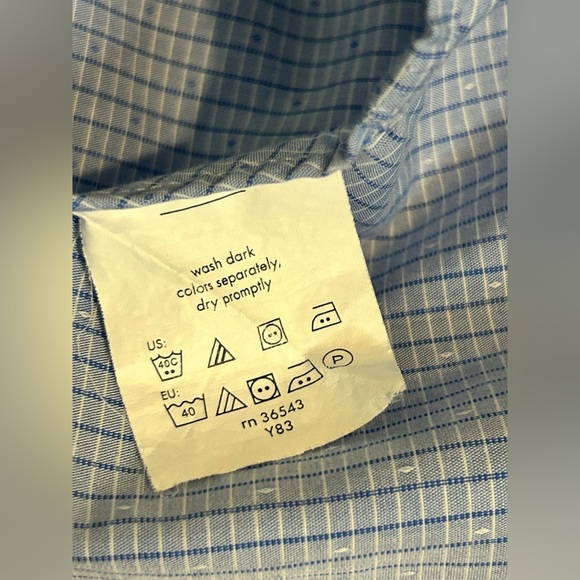 wash dark
colors separately,
dry promptly
US:
40C
EU:
40 P
rn 36543
Y83